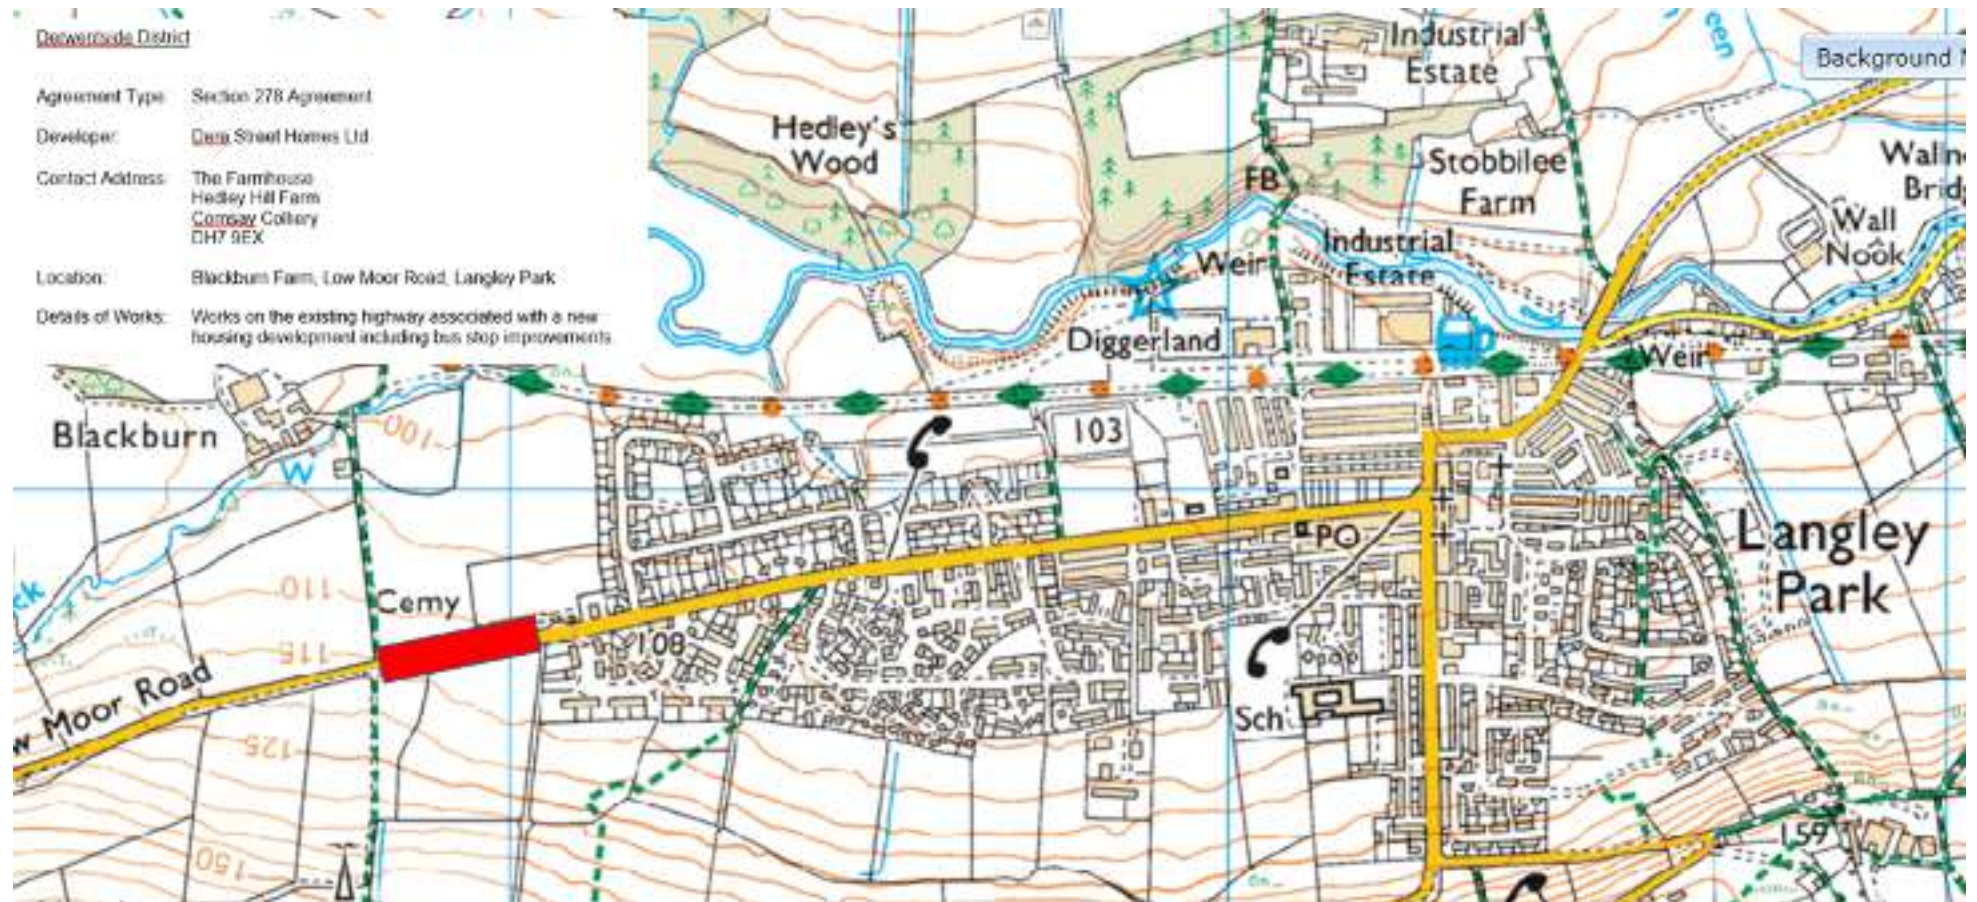 Derwentside District
Agreement Type: Section 278 Agreement
Developer: Dere Street Homes Ltd
Contact Address: The Farmhouse
Hedley Hill Farm
Cornsay Colliery
DH7 9EX
Location: Blackburn Farm, Low Moor Road, Langley Park
Details of Works: Works on the existing highway associated with a new
housing development including bus stop improvements
Industrial
Estate
Background
Hedley's
Wood
Stobbilee
Farm
FB
Wall
Nook
Industrial
Estate
Weir
Diggerland
Weir
Blackburn
100
103
W
PO
Langley
Park
110
Cemy
115
108
Moor Road
Sch
125
150
159